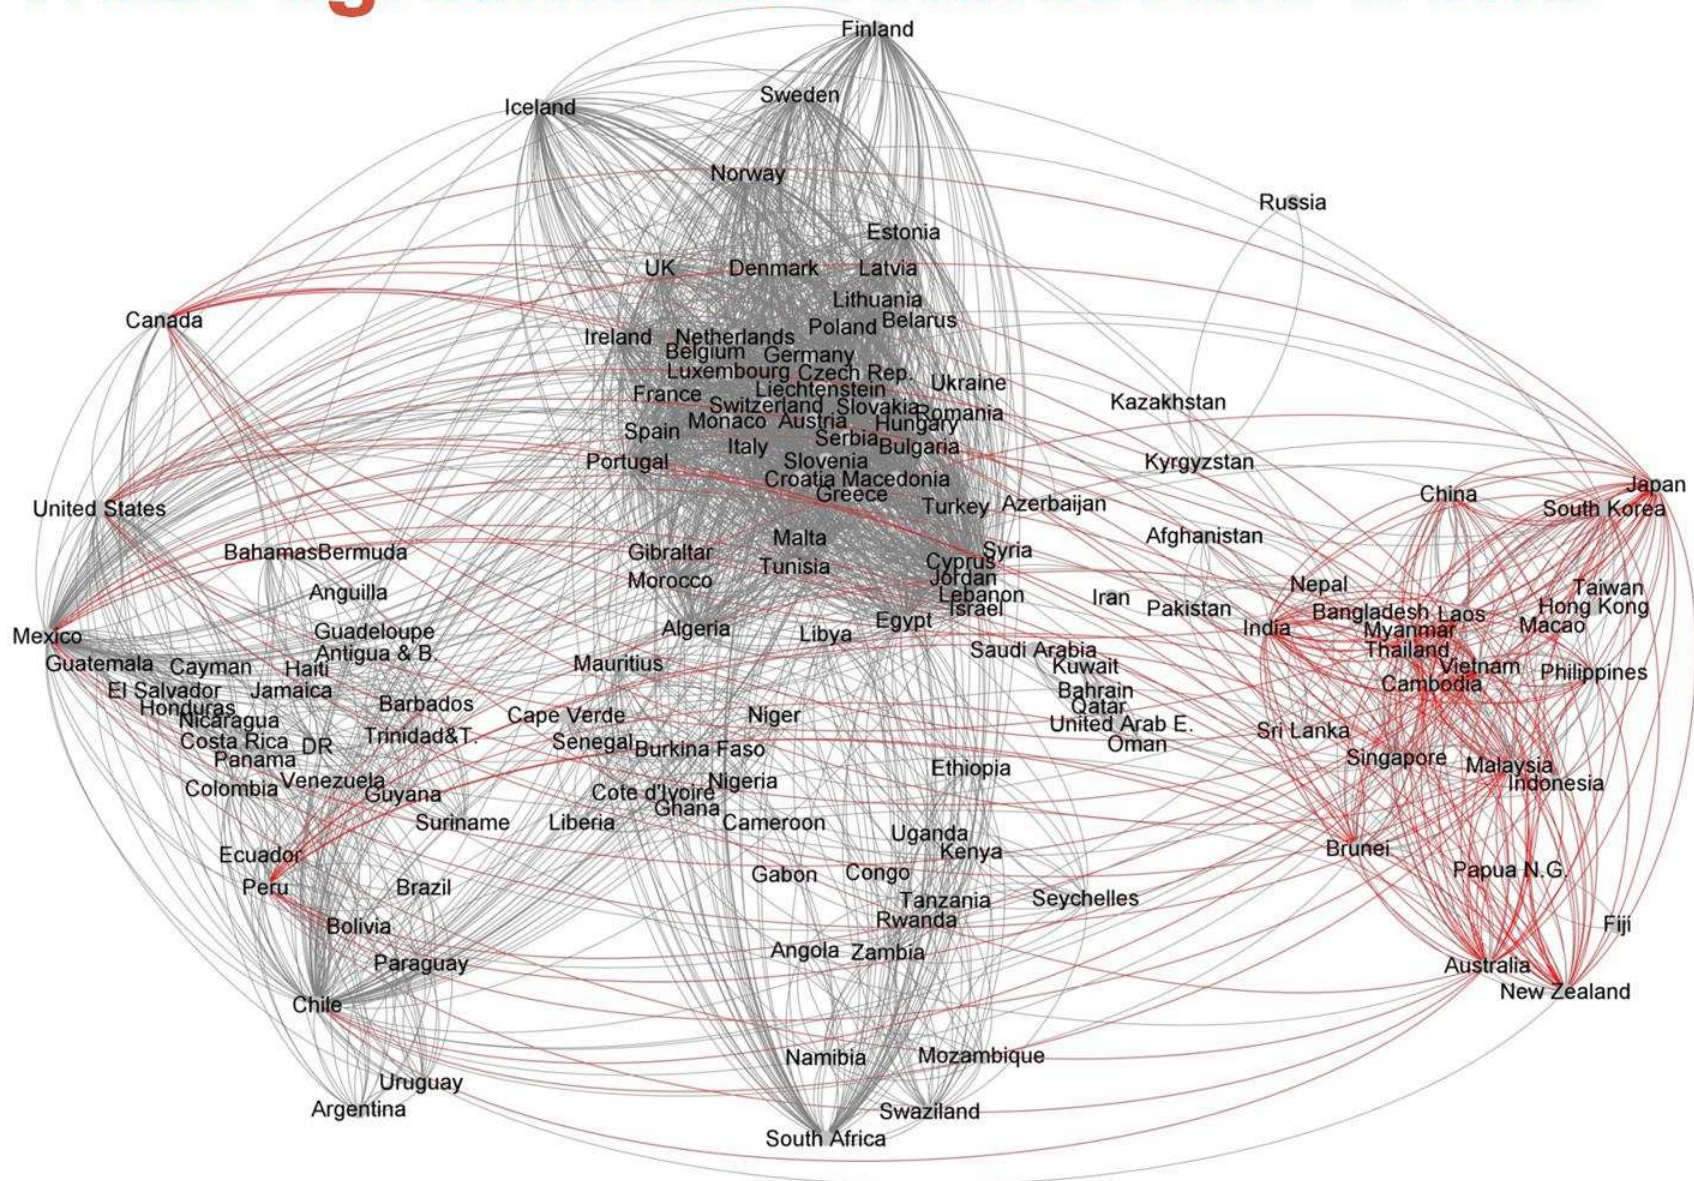 Finland
Sweden
Iceland
Norway
Russia
Estonia
UK Denmark Latvia
Lithuania
Canada
Poland Belarus
Ireland Netherlands
Belgium Germany
Luxembourg Czech Rep.
Liechtenstein Ukraine
France
Switzerland Slovakia Romania
Kazakhstan
Monaco Austria Hungary
Spain
Serbia
Italy Bulgaria
Portugal Slovenia
Kyrgyzstan
Croatia Macedonia
Greece
Japan
China
Turkey Azerbaijan
United States
South Korea
Malta
Afghanistan
Bahamas Bermuda
Gibraltar
Syria
Cyprus
Tunisia
Morocco
Jordan
Nepal
Taiwan
Anguilla
Lebanon
Iran
Israel
Pakistan
Hong Kong
Bangladesh Laos
Egypt
Macao
Algeria
India
Myanmar
Guadeloupe
Libya
Mexico
Antigua & B.
Saudi Arabia
Thailand
Guatemala Cayman Haiti
Mauritius
Kuwait
Vietnam
Philippines
Cambodia
El Salvador Jamaica
Bahrain
Honduras
Barbados
Qatar
Nicaragua
Cape Verde
Niger
United Arab E.
Sri Lanka
Trinidad&T.
Costa Rica DR
Senegal
Oman
Burkina Faso
Panama
Singapore
Malaysia
Ethiopia
Venezuela
Nigeria
Indonesia
Colombia
Guyana
Cote d'Ivoire
Ghana
Suriname
Liberia
Cameroon
Uganda
Brunei
Ecuador
Kenya
Papua N.G.
Peru
Brazil
Gabon
Congo
Tanzania
Seychelles
Rwanda
Bolivia
Fiji
Angola Zambia
Paraguay
Australia
New Zealand
Chile
Namibia
Mozambique
Uruguay
Argentina
Swaziland
South Africa